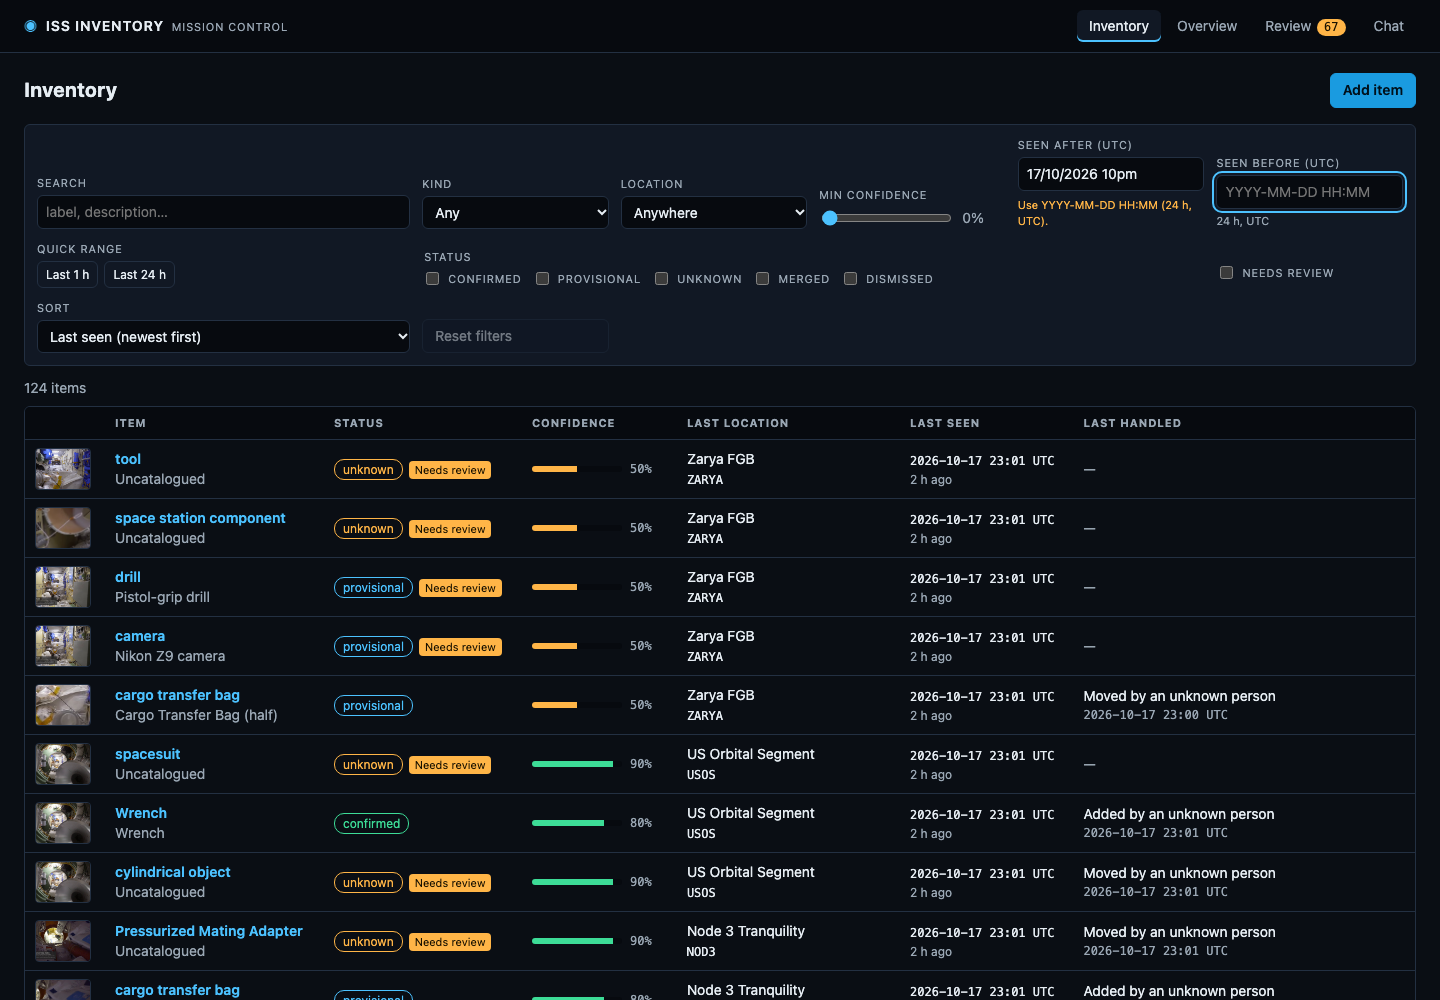 ISS INVENTORY MISSION CONTROL
Inventory Overview Review 67 Chat
Inventory
Add item
SEARCH
label, description...
KIND
Any
LOCATION
Anywhere
MIN CONFIDENCE
0%
SEEN AFTER (UTC)
17/10/2026 10pm
Use YYYY-MM-DD HH:MM (24 h,
UTC).
SEEN BEFORE (UTC)
YYYY-MM-DD HH:MM
24 h, UTC
QUICK RANGE
Last 1 h Last 24 h
STATUS
CONFIRMED PROVISIONAL UNKNOWN MERGED DISMISSED
NEEDS REVIEW
SORT
Last seen (newest first)
Reset filters
124 items
ITEM STATUS CONFIDENCE LAST LOCATION LAST SEEN LAST HANDLED
tool
Uncatalogued
unknown Needs review
50%
Zarya FGB
ZARYA
2026-10-17 23:01 UTC
2 h ago
—
space station component
Uncatalogued
unknown Needs review
50%
Zarya FGB
ZARYA
2026-10-17 23:01 UTC
2 h ago
—
drill
Pistol-grip drill
provisional Needs review
50%
Zarya FGB
ZARYA
2026-10-17 23:01 UTC
2 h ago
—
camera
Nikon Z9 camera
provisional Needs review
50%
Zarya FGB
ZARYA
2026-10-17 23:01 UTC
2 h ago
—
cargo transfer bag
Cargo Transfer Bag (half)
provisional
50%
Zarya FGB
ZARYA
2026-10-17 23:01 UTC
2 h ago
Moved by an unknown person
2026-10-17 23:00 UTC
spacesuit
Uncatalogued
unknown Needs review
90%
US Orbital Segment
USOS
2026-10-17 23:01 UTC
2 h ago
—
Wrench
Wrench
confirmed
80%
US Orbital Segment
USOS
2026-10-17 23:01 UTC
2 h ago
Added by an unknown person
2026-10-17 23:01 UTC
cylindrical object
Uncatalogued
unknown Needs review
90%
US Orbital Segment
USOS
2026-10-17 23:01 UTC
2 h ago
Moved by an unknown person
2026-10-17 23:01 UTC
Pressurized Mating Adapter
Uncatalogued
unknown Needs review
90%
Node 3 Tranquility
NOD3
2026-10-17 23:01 UTC
2 h ago
Moved by an unknown person
2026-10-17 23:01 UTC
cargo transfer bag
provisional
80%
Node 3 Tranquility
2026-10-17 23:01 UTC
Added by an unknown person